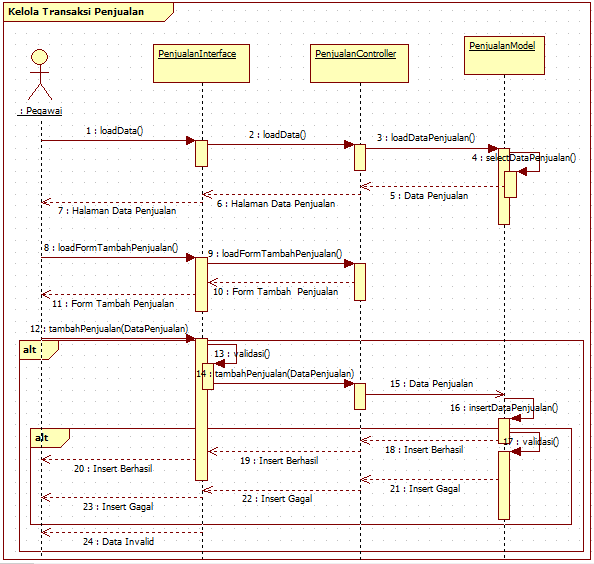 Kelola Transaksi Penjualan
PenjualanInterface
PenjualanController
PenjualanModel
: Pegawai
1 : loadData()
2 : loadData()
3 : loadDataPenjualan()
4 : selectDataPenjualan()
5 : Data Penjualan
6 : Halaman Data Penjualan
7 : Halaman Data Penjualan
8 : loadFormTambahPenjualan()
9 : loadFormTambahPenjualan()
10 : Form Tambah Penjualan
11 : Form Tambah Penjualan
12 : tambahPenjualan(DataPenjualan)
alt
13 : validasi()
14 : tambahPenjualan(DataPenjualan)
15 : Data Penjualan
16 : insertDataPenjualan()
alt
17 : validasi()
18 : Insert Berhasil
19 : Insert Berhasil
20 : Insert Berhasil
21 : Insert Gagal
22 : Insert Gagal
23 : Insert Gagal
24 : Data Invalid